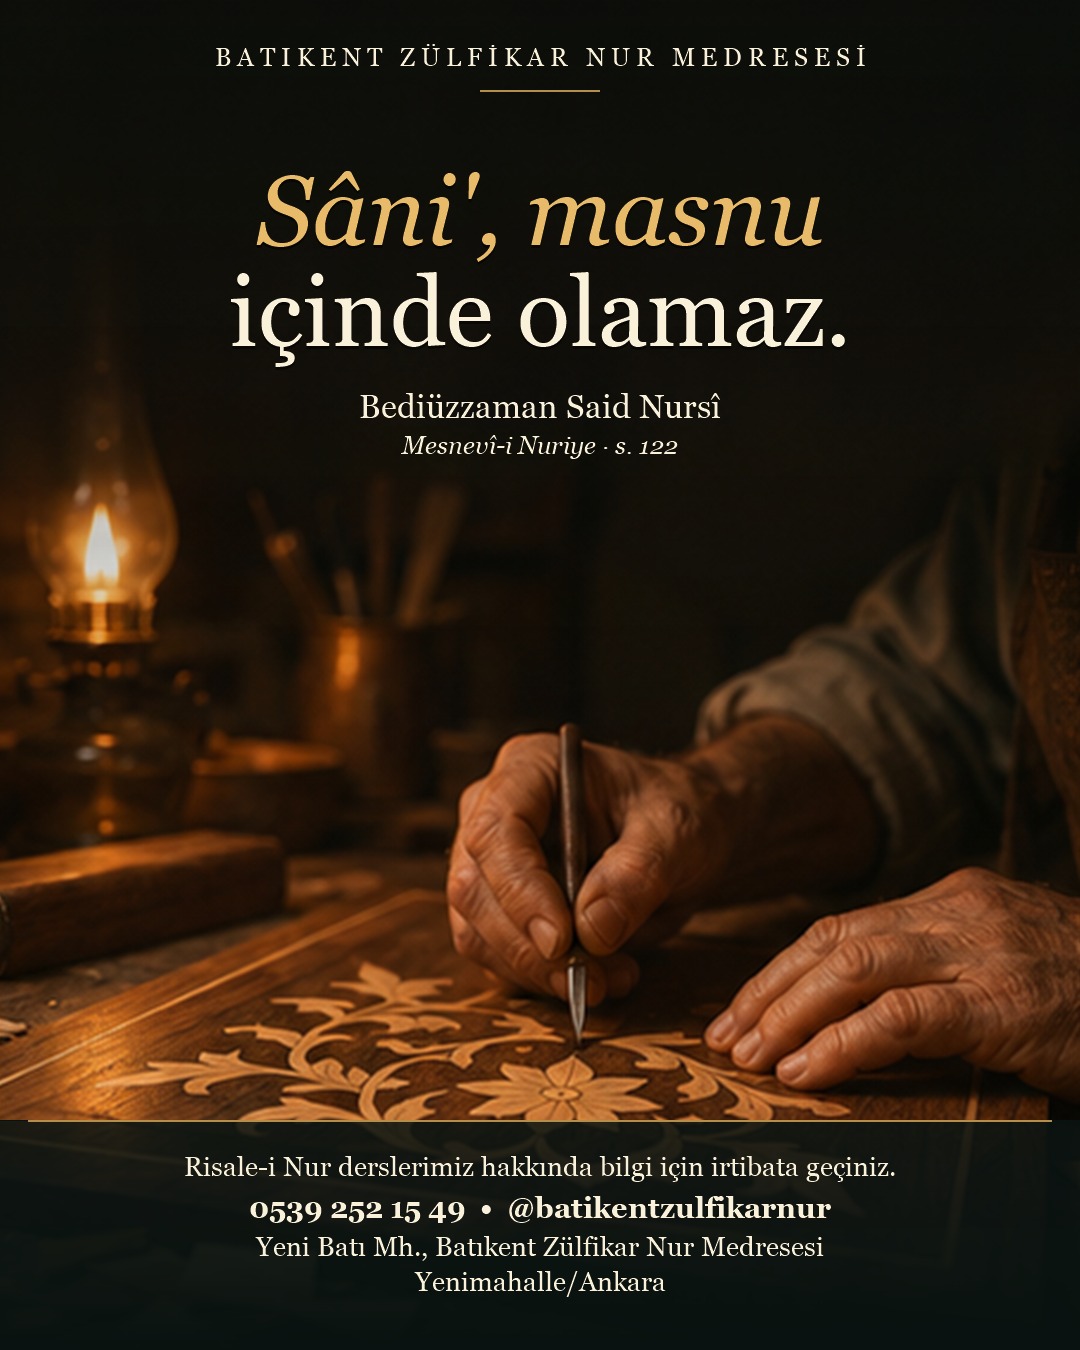 BATIKENT ZÜLFİKAR NUR MEDRESESİ
Sâni', masnu
içinde olamaz.
Bediüzzaman Said Nursî
Mesnevî-i Nuriye · s. 122
Risale-i Nur derslerimiz hakkında bilgi için irtibata geçiniz.
0539 252 15 49 • @batikentzulfikarnur
Yeni Batı Mh., Batıkent Zülfikar Nur Medresesi
Yenimahalle/Ankara